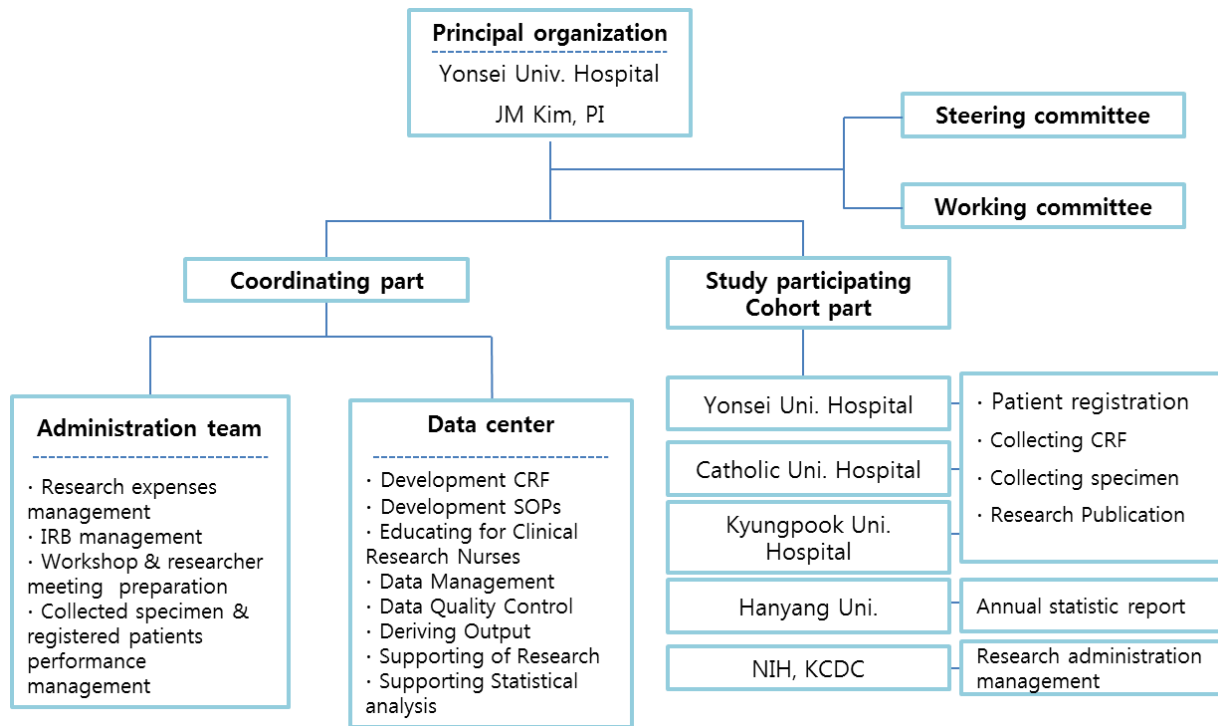 Principal organization
Yonsei Univ. Hospital
JM Kim, PI
Steering committee
Working committee
Coordinating part
Study participating
Cohort part
Administration team
· Research expenses
management
· IRB management
· Workshop & researcher
meeting preparation
· Collected specimen &
registered patients
performance
management
Data center
· Development CRF
· Development SOPs
· Educating for Clinical
Research Nurses
· Data Management
· Data Quality Control
· Deriving Output
· Supporting of Research
· Supporting Statistical
analysis
Yonsei Uni. Hospital
Catholic Uni. Hospital
Kyungpook Uni.
Hospital
· Patient registration
· Collecting CRF
· Collecting specimen
· Research Publication
Hanyang Uni.
Annual statistic report
NIH, KCDC
Research administration
management